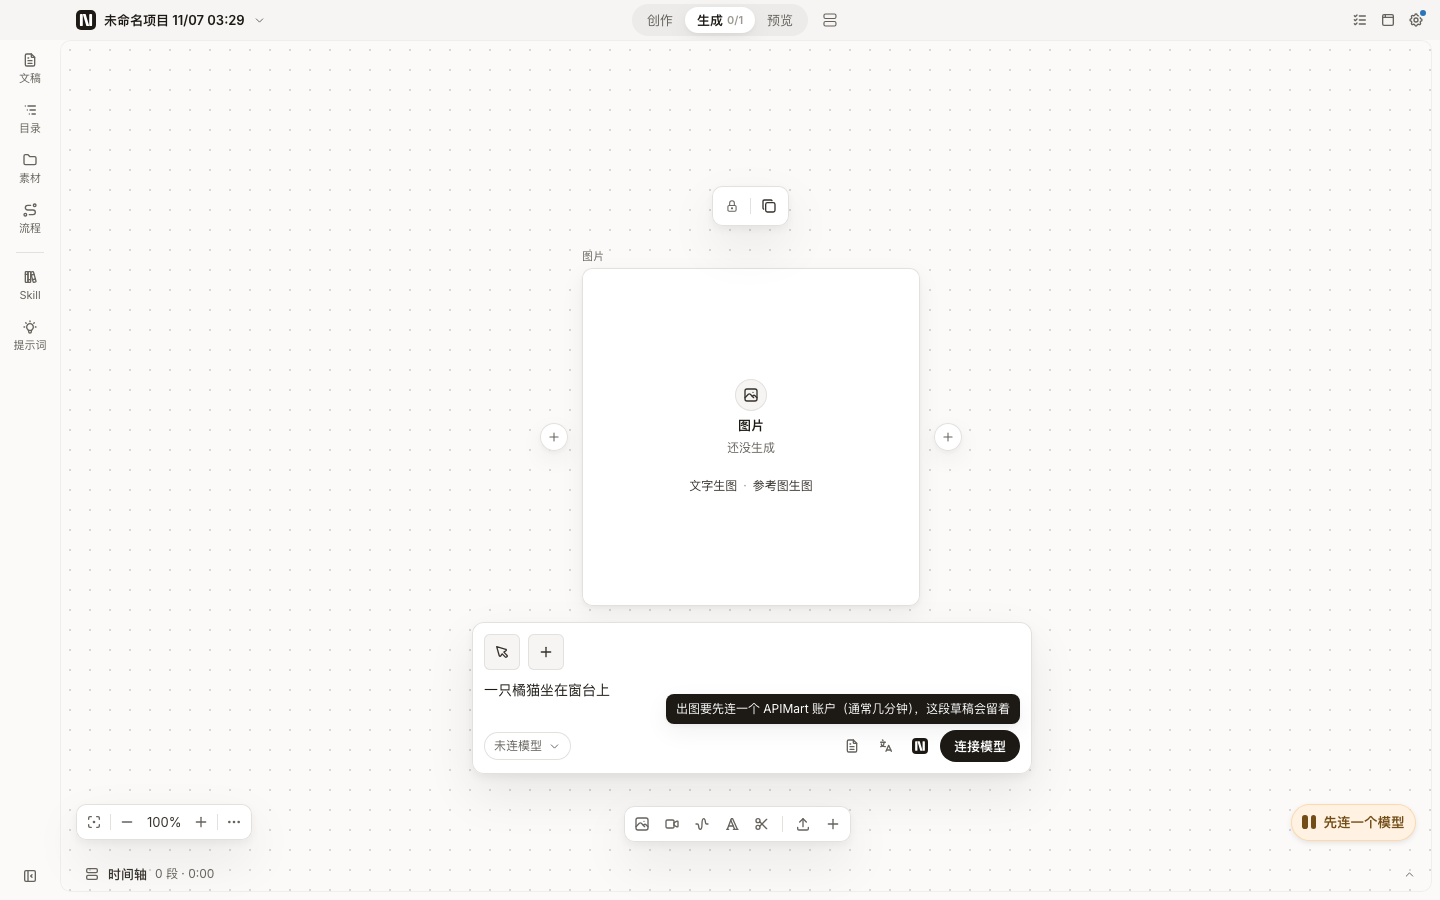 未命名项目 11/07 03:29
创作
生成 0/1
预览
文稿
目录
素材
流程
Skill
提示词
图片
图片
还没生成
文字生图 · 参考图生图
一只橘猫坐在窗台上
出图要先连一个 APIMart 账户（通常几分钟），这段草稿会留着
未连模型
连接模型
100%
先连一个模型
时间轴 0 段 · 0:00